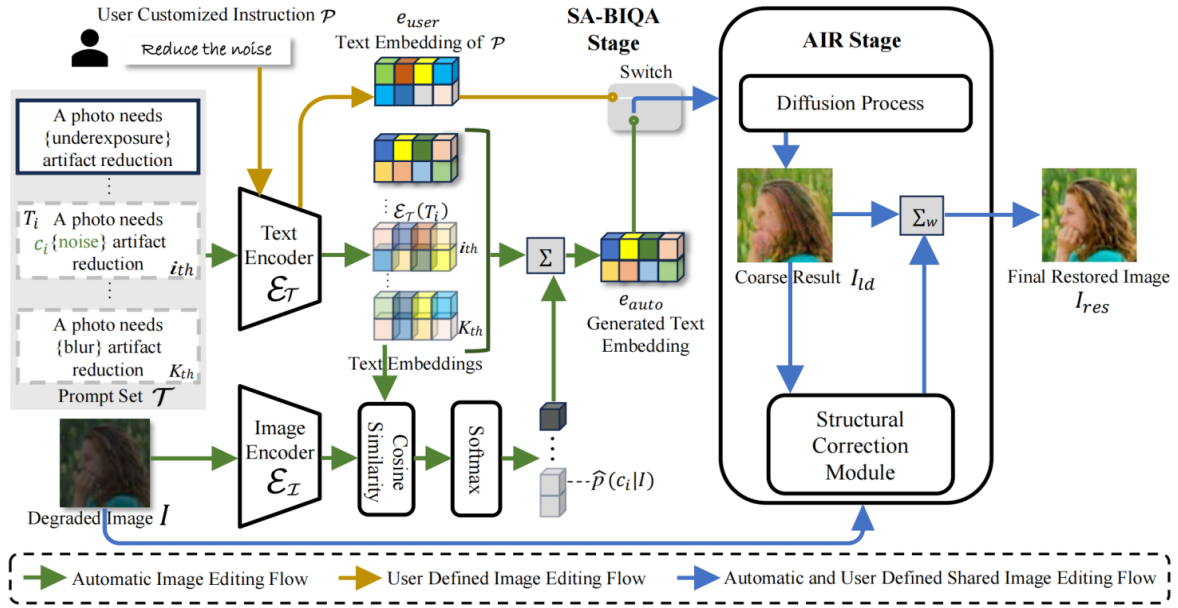 User Customized Instruction 𝒫
Reduce the noise
e_user
Text Embedding of 𝒫
SA-BIQA
Stage
Switch
AIR Stage
Diffusion Process
A photo needs
{underexposure}
artifact reduction
T_i
A photo needs
c_i {noise} artifact
reduction
i_th
A photo needs
{blur} artifact
reduction
K_th
Prompt Set 𝒯
Text
Encoder
ℰ_𝒯
ℰ_𝒯(T_i)
i_th
K_th
Text Embeddings
Σ
e_auto
Generated Text
Embedding
Coarse Result I_ld
Σ_w
Final Restored Image
I_res
Structural
Correction
Module
Image
Encoder
ℰ_ℐ
Cosine
Similarity
Softmax
p̂(c_i|I)
Degraded Image I
Automatic Image Editing Flow
User Defined Image Editing Flow
Automatic and User Defined Shared Image Editing Flow